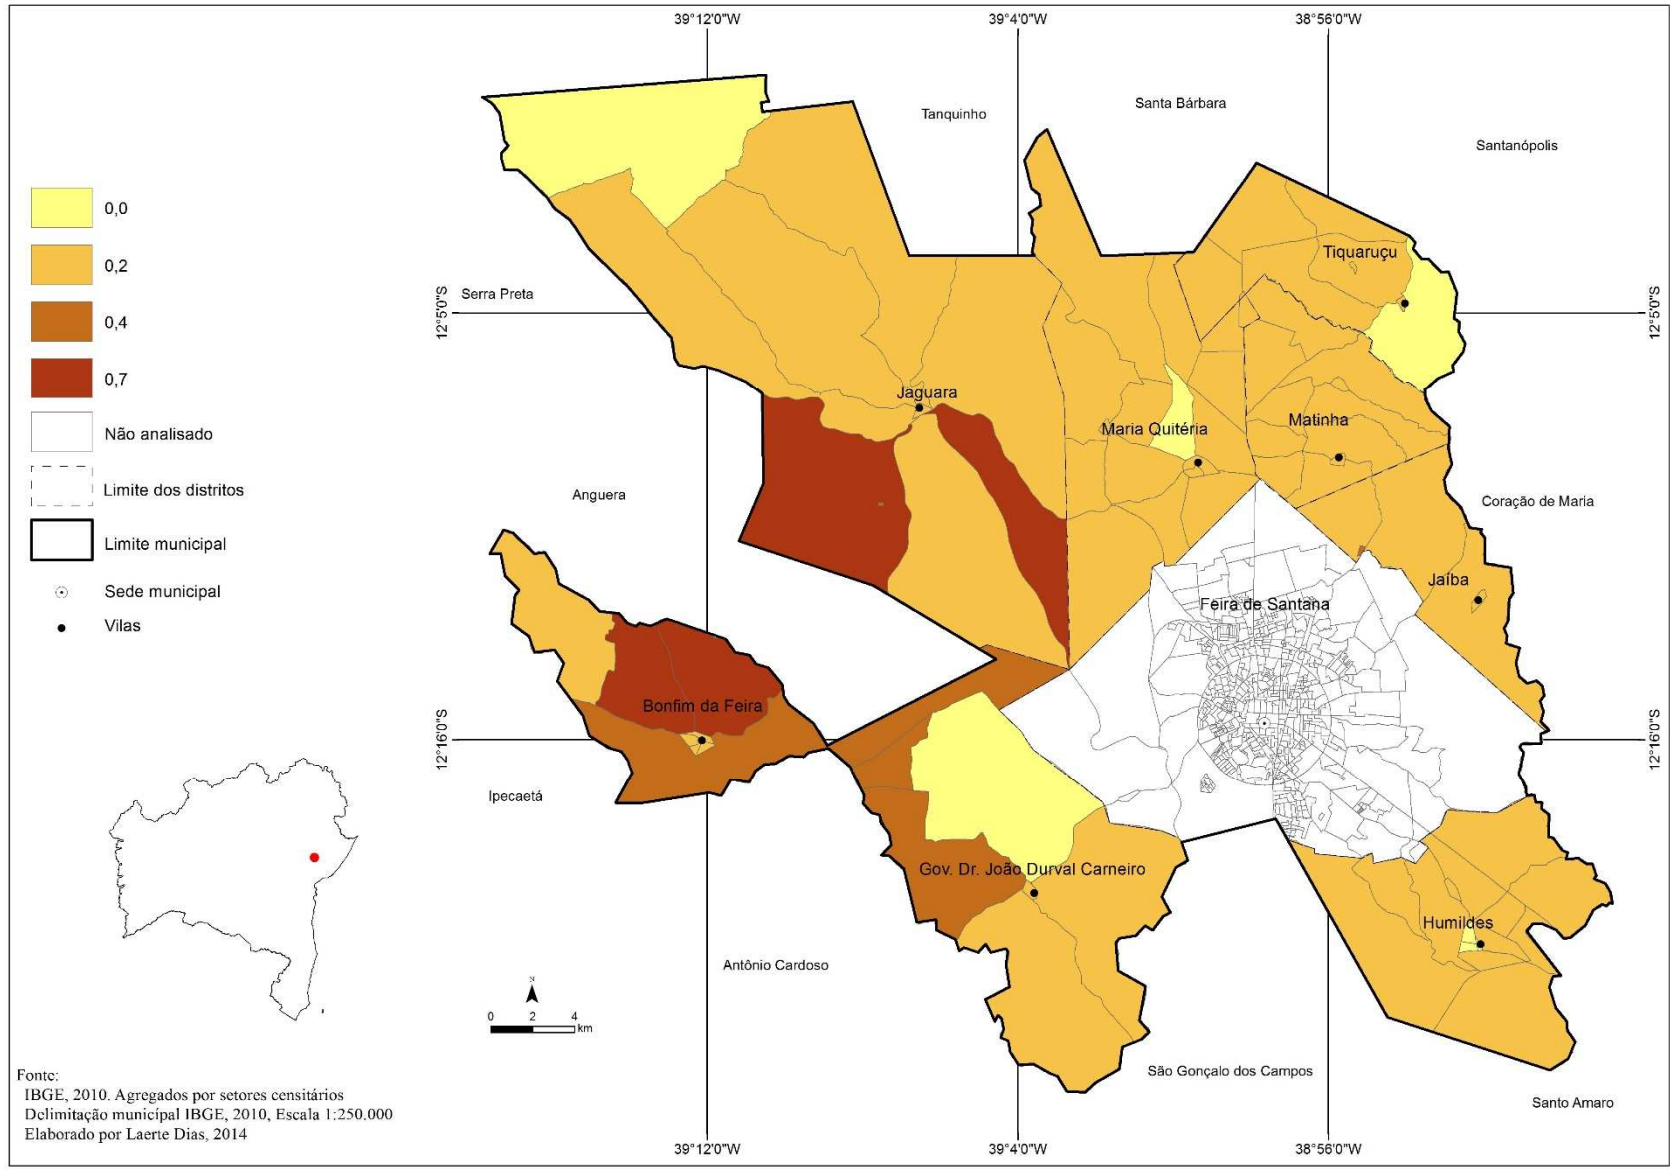 39°12'0"W
39°4'0"W
38°56'0"W
Tanquinho
Santa Bárbara
Santanópolis
0,0
0,2
0,4
0,7
Não analisado
Limite dos distritos
Limite municipal
Sede municipal
Vilas
Tiquaruçu
Serra Preta
12°5'0"S
12°5'0"S
Jaguara
Maria Quitéria
Matinha
Anguera
Coração de Maria
Jaíba
Feira de Santana
Bonfim da Feira
12°16'0"S
12°16'0"S
Ipecaetá
Gov. Dr. João Durval Carneiro
Humildes
Antônio Cardoso
N
0 2 4
km
São Gonçalo dos Campos
Santo Amaro
Fonte:
IBGE, 2010. Agregados por setores censitários
Delimitação municípal IBGE, 2010, Escala 1:250.000
Elaborado por Laerte Dias, 2014
39°12'0"W
39°4'0"W
38°56'0"W